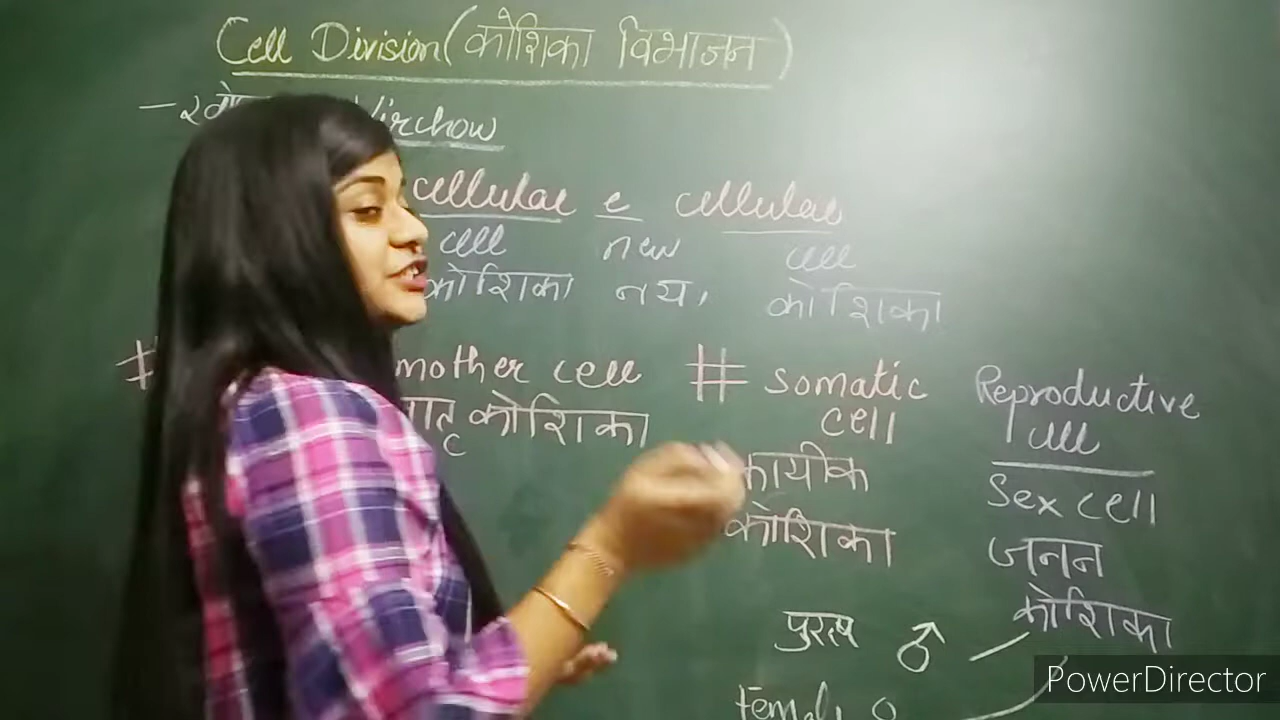 Cell Division (कोशिका विभाजन)
- Virchow
cellulae e cellulae
cell new cell
कोशिका नया कोशिका
# mother cell # somatic cell Reproductive cell
मातृ कोशिका कायीक कोशिका Sex cell
जनन कोशिका
पुरुष ♂
Female
PowerDirector